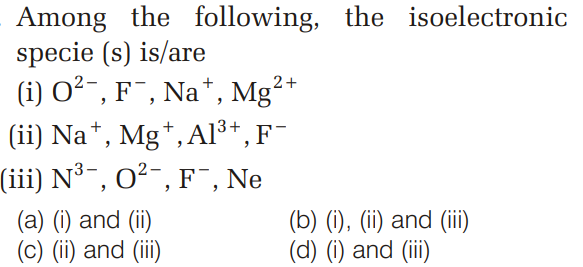 Among the following, the isoelectronic
specie (s) is/are
(i) O²⁻, F⁻, Na⁺, Mg²⁺
(ii) Na⁺, Mg⁺, Al³⁺, F⁻
(iii) N³⁻, O²⁻, F⁻, Ne
(a) (i) and (ii) (b) (i), (ii) and (iii)
(c) (ii) and (iii) (d) (i) and (iii)